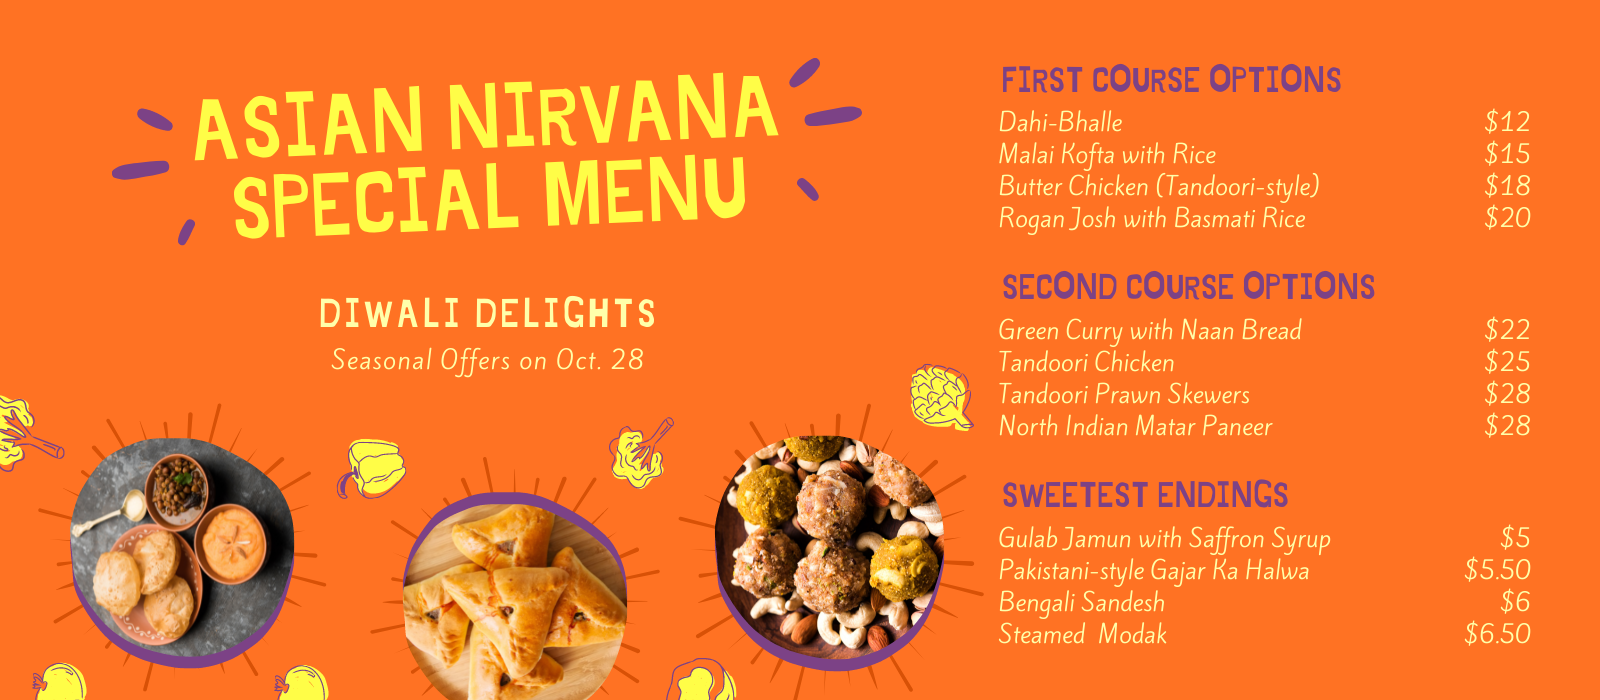 ASIAN NIRVANA
SPECIAL MENU
DIWALI DELIGHTS
Seasonal Offers on Oct. 28
FIRST COURSE OPTIONS
Dahi-Bhalle $12
Malai Kofta with Rice $15
Butter Chicken (Tandoori-style) $18
Rogan Josh with Basmati Rice $20
SECOND COURSE OPTIONS
Green Curry with Naan Bread $22
Tandoori Chicken $25
Tandoori Prawn Skewers $28
North Indian Matar Paneer $28
SWEETEST ENDINGS
Gulab Jamun with Saffron Syrup $5
Pakistani-style Gajar Ka Halwa $5.50
Bengali Sandesh $6
Steamed Modak $6.50